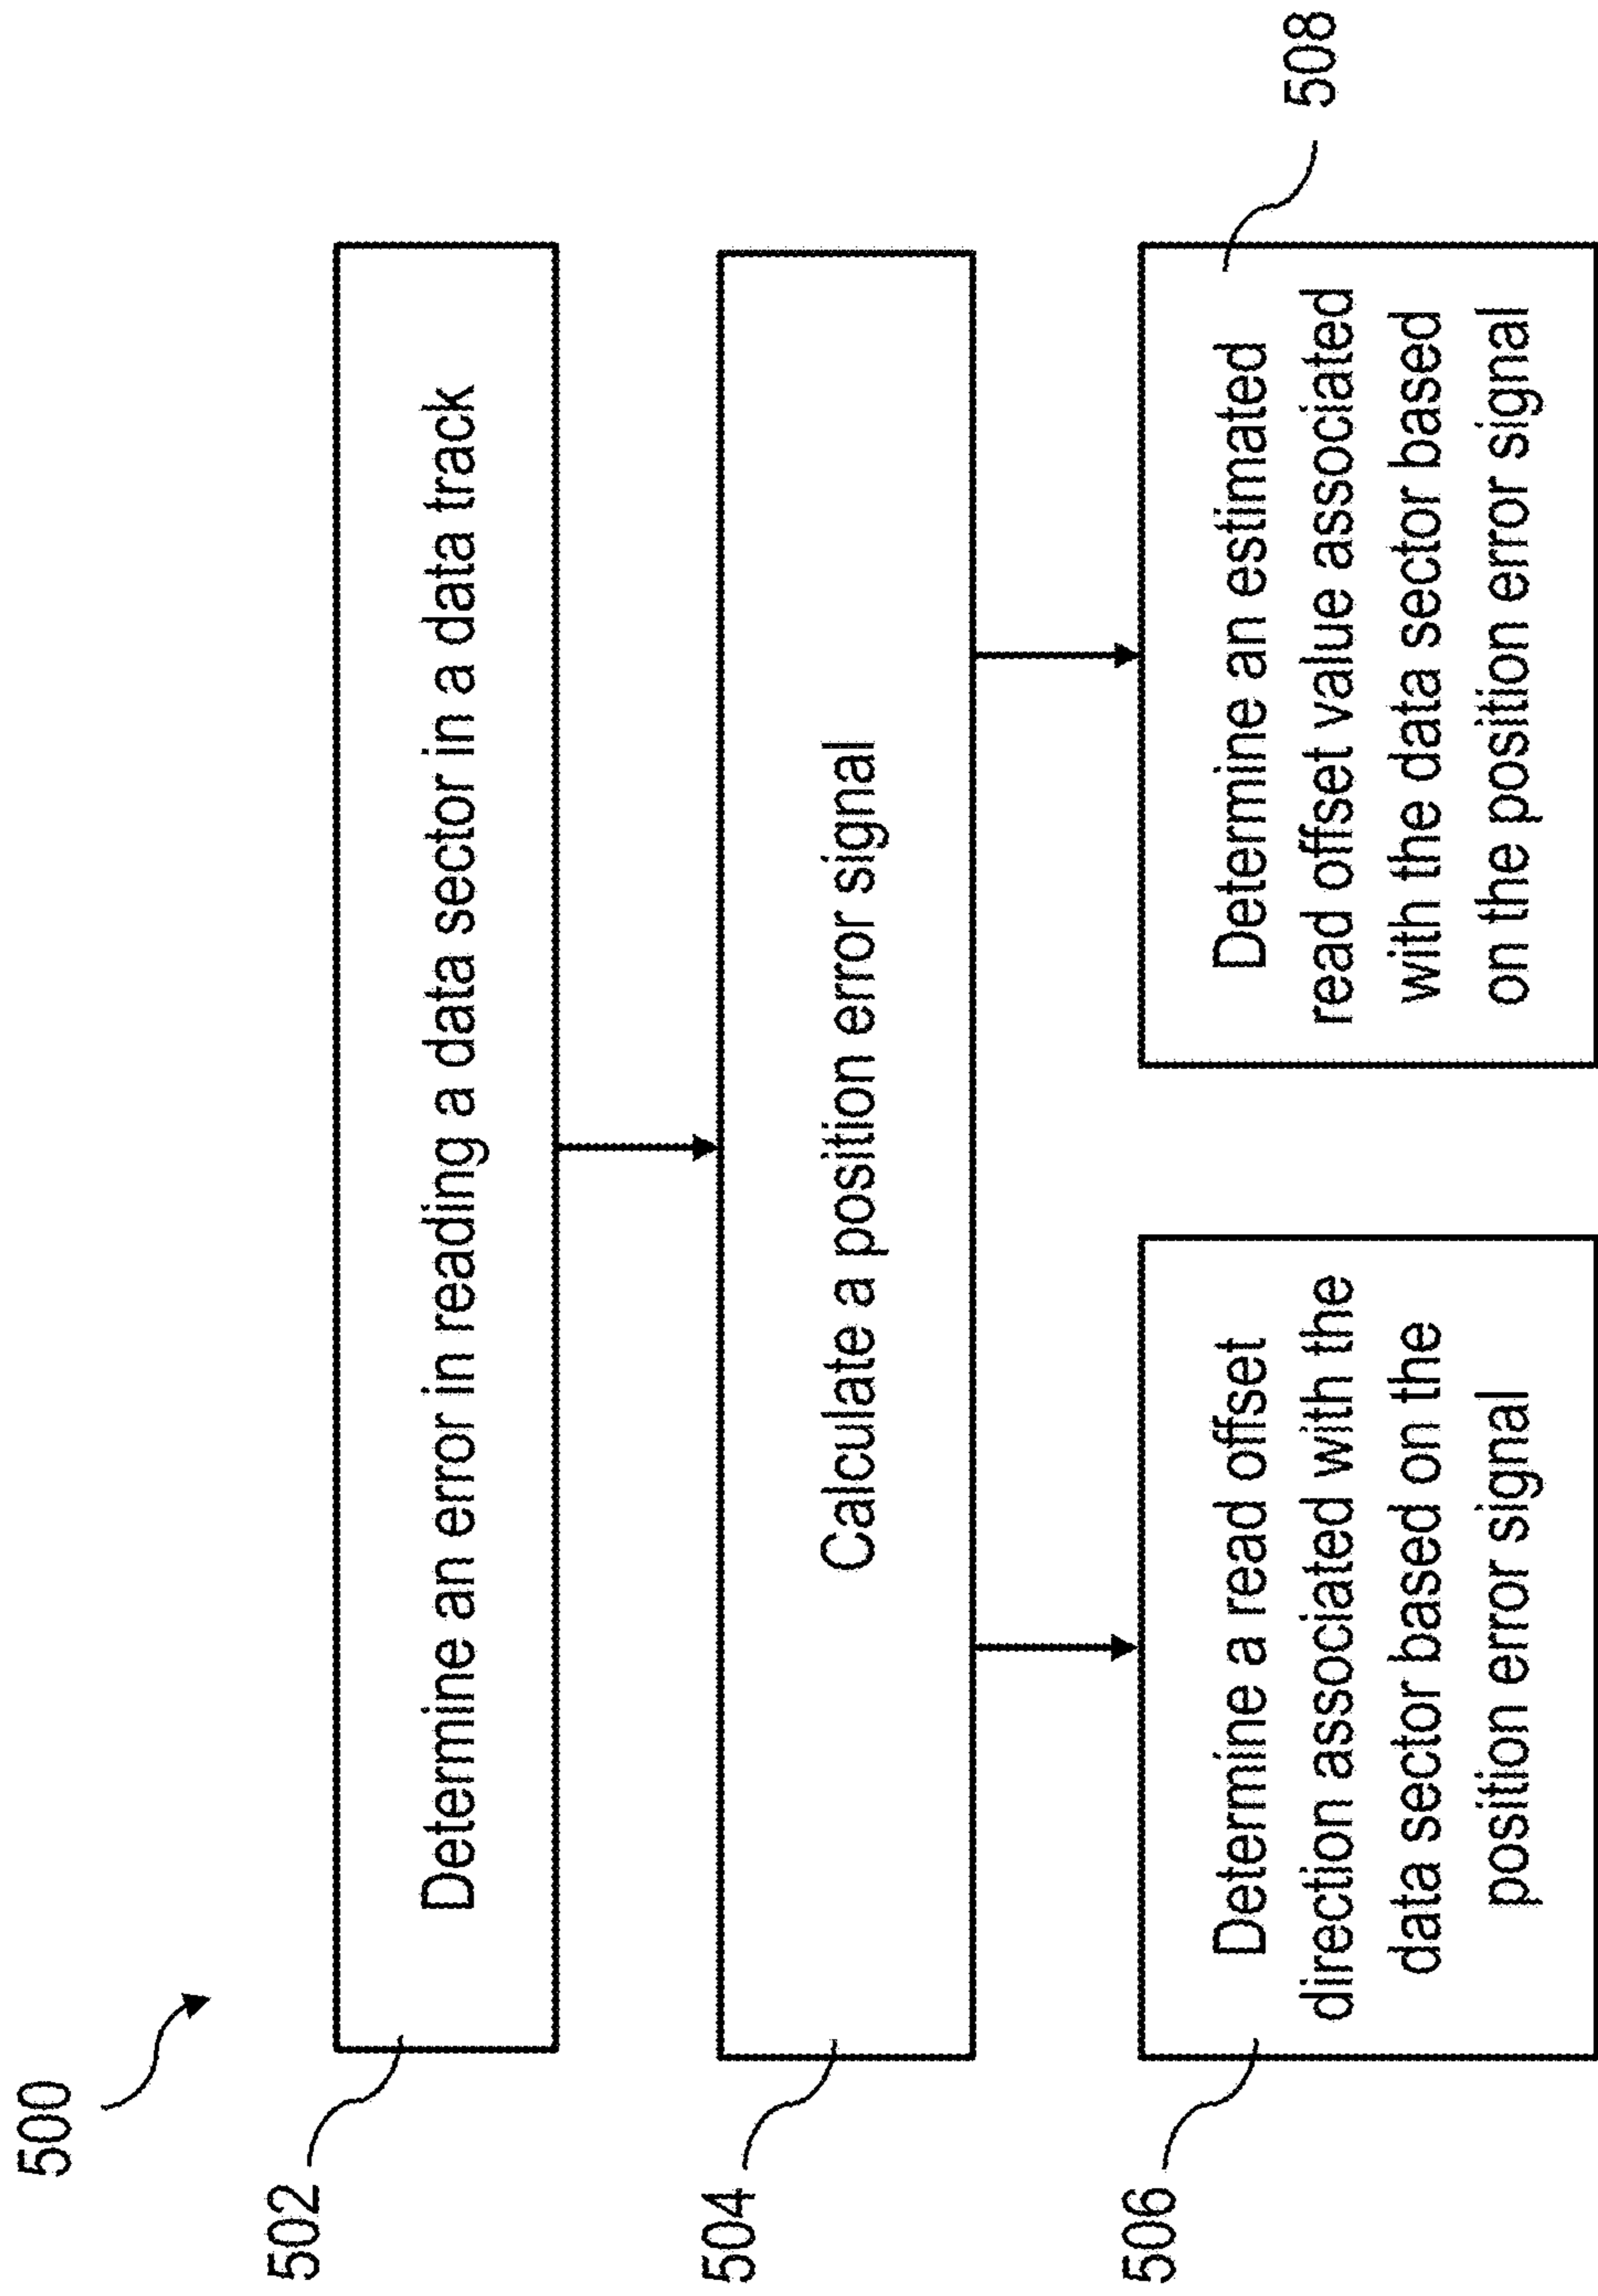 500
502
Determine an error in reading a data sector in a data track
504
Calculate a position error signal
506
Determine a read offset
direction associated with the
data sector based on the
position error signal
508
Determine an estimated
read offset value associated
with the data sector based
on the position error signal